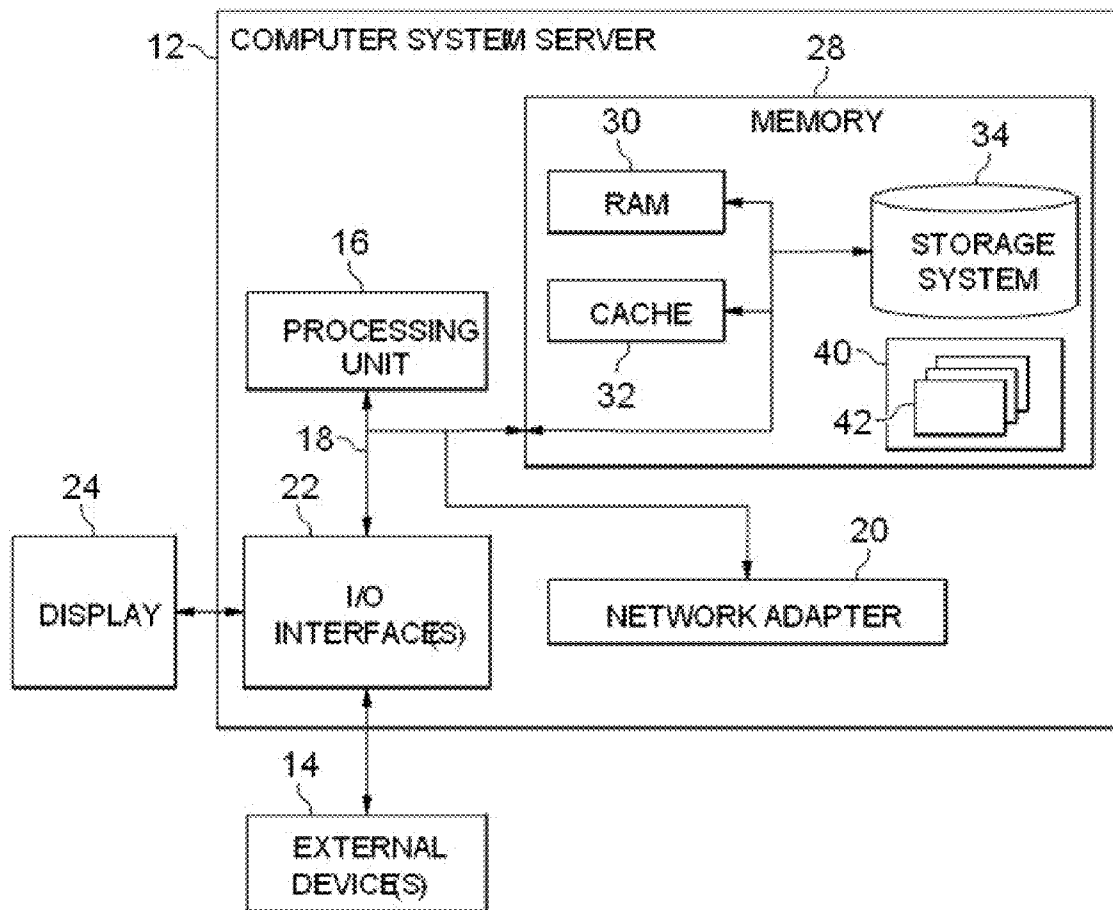 12
COMPUTER SYSTEM SERVER
28
MEMORY
30
RAM
34
STORAGE
SYSTEM
16
PROCESSING
UNIT
CACHE
32
40
42
18
24
DISPLAY
22
I/O
INTERFACE(S)
20
NETWORK ADAPTER
14
EXTERNAL
DEVICE(S)